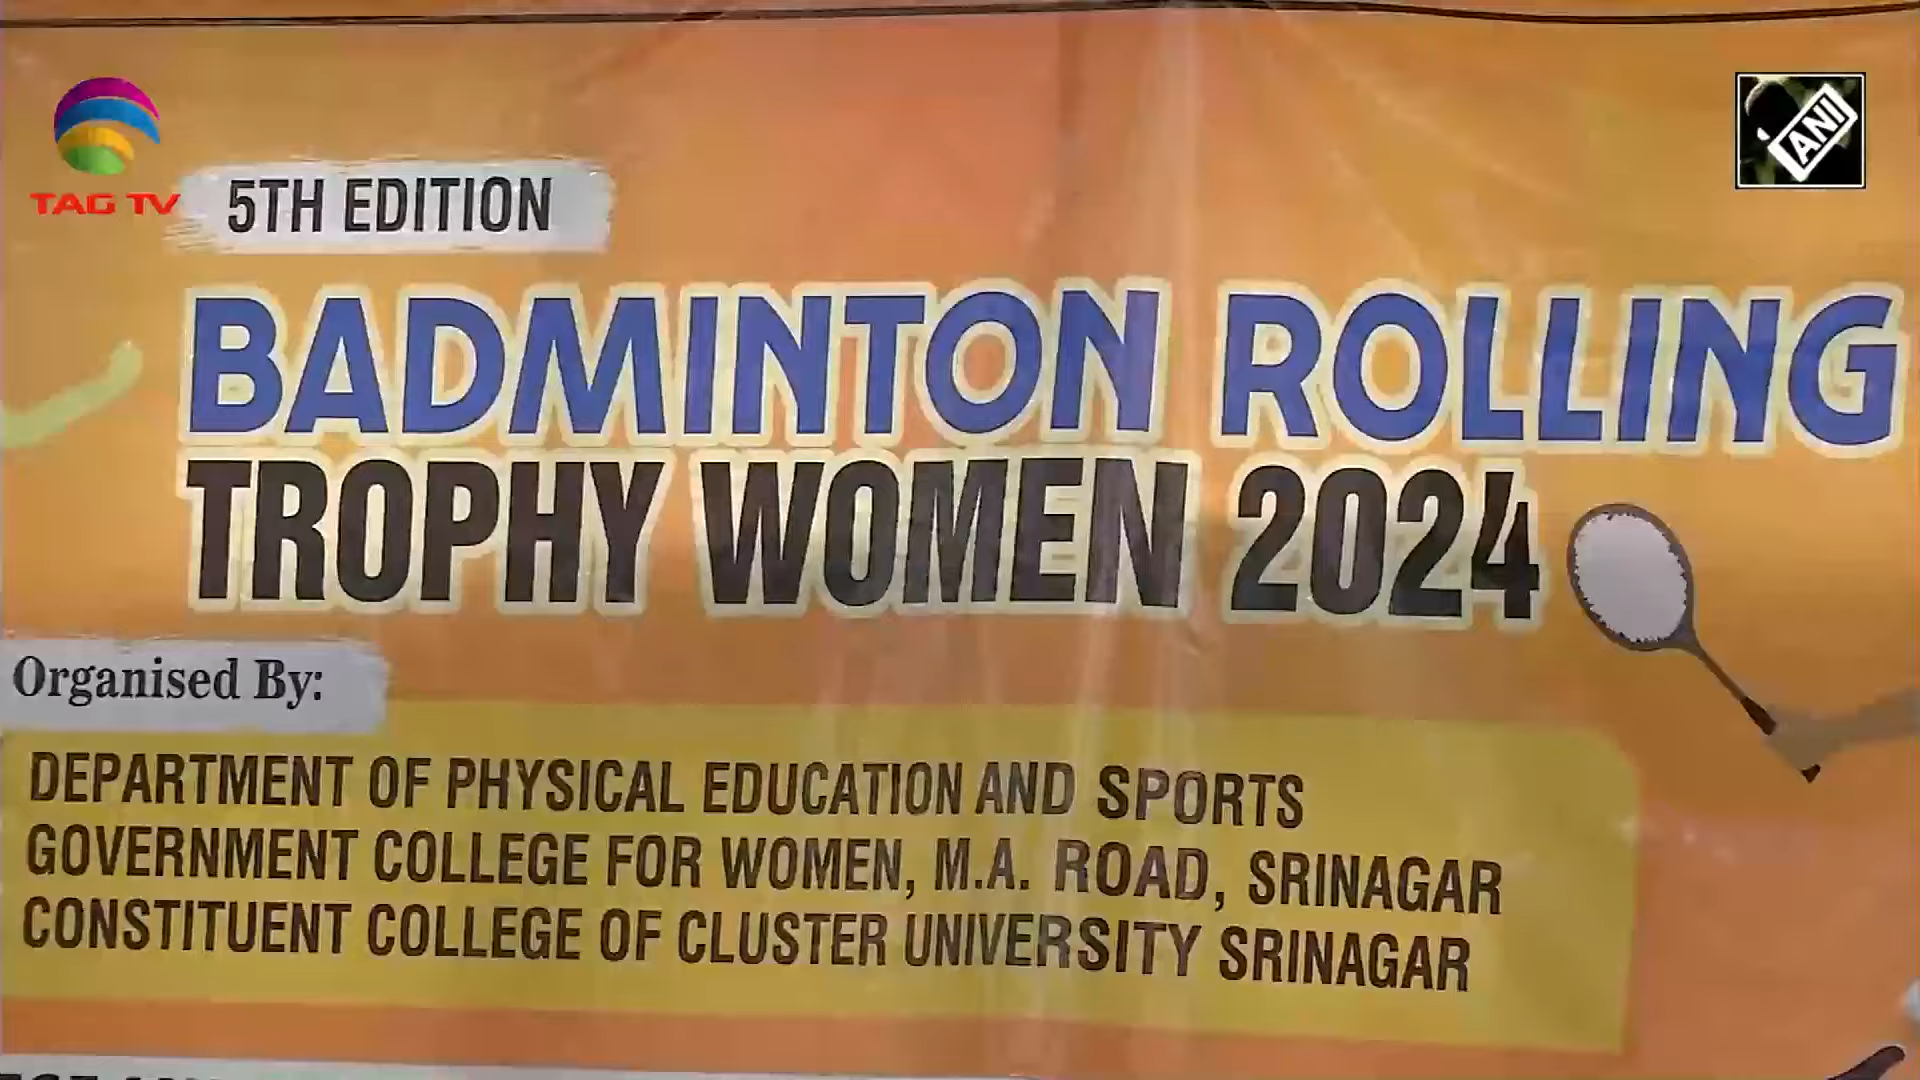 TAG TV
ANI
5TH EDITION
BADMINTON ROLLING
TROPHY WOMEN 2024
Organised By:
DEPARTMENT OF PHYSICAL EDUCATION AND SPORTS
GOVERNMENT COLLEGE FOR WOMEN, M.A. ROAD, SRINAGAR
CONSTITUENT COLLEGE OF CLUSTER UNIVERSITY SRINAGAR